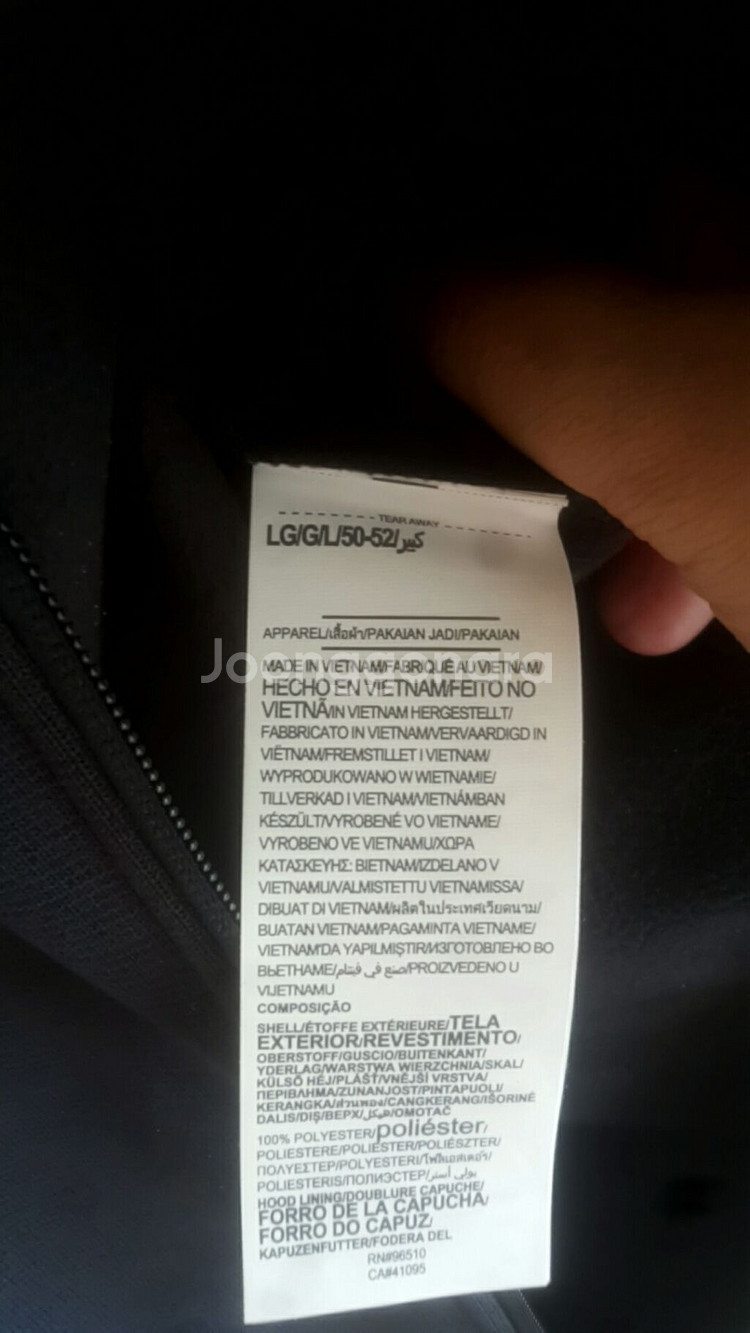 TEAR AWAY
LG/G/L/50-52/كبير
APPAREL/เสื้อผ้า/PAKAIAN JADI/PAKAIAN
Joonggonara
MADE IN VIETNAM/FABRIQUÉ AU VIETNAM/
HECHO EN VIETNAM/FEITO NO
VIETNÃ/IN VIETNAM HERGESTELLT/
FABBRICATO IN VIETNAM/VERVAARDIGD IN
VIËTNAM/FREMSTILLET I VIETNAM/
WYPRODUKOWANO W WIETNAMIE/
TILLVERKAD I VIETNAM/VIETNÁMBAN
KÉSZÜLT/VYROBENÉ VO VIETNAME/
VYROBENO VE VIETNAMU/ΧΩΡΑ
ΚΑΤΑΣΚΕΥΗΣ: ΒΙΕΤΝΑΜ/IZDELANO V
VIETNAMU/VALMISTETTU VIETNAMISSA/
DIBUAT DI VIETNAM/ผลิตในประเทศเวียดนาม/
BUATAN VIETNAM/PAGAMINTA VIETNAME/
VIETNAM'DA YAPILMIŞTIR/ИЗГОТОВЛЕНО ВО
ВЬЕТНАМЕ/صنع في فيتنام/PROIZVEDENO U
VIJETNAMU
COMPOSIÇÃO
SHELL/ÉTOFFE EXTÉRIEURE/TELA
EXTERIOR/REVESTIMENTO/
OBERSTOFF/GUSCIO/BUITENKANT/
YDERLAG/WARSTWA WIERZCHNIA/SKAL/
KÜLSŐ HÉJ/PLÁŠŤ/VNĚJŠÍ VRSTVA/
ΠΕΡΙΒΛΗΜΑ/ZUNANJOST/PINTAPUOLI/
KERANGKA/ส่วนพอง/CANGKERANG/IŠORINĖ
DALIS/DIŞ/ВЕРХ/هيكل/OMOTAČ
100% POLYESTER/poliéster/
POLIESTERE/POLIESTER/POLIÉSZTER/
ΠΟΛΥΕΣΤΕΡ/POLYESTERI/โพลีเอสเตอร์/
POLIESTERIS/ПОЛИЭСТЕР/بولي أستر/
HOOD LINING/DOUBLURE CAPUCHE/
FORRO DE LA CAPUCHA/
FORRO DO CAPUZ/
KAPUZENFUTTER/FODERA DEL
RN#96510
CA#41095